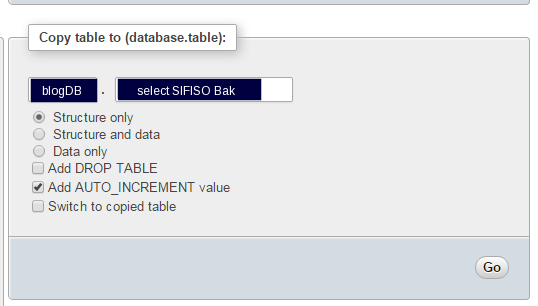 Copy table to (database.table):
blogDB . select SIFISO Bak
Structure only
Structure and data
Data only
Add DROP TABLE
Add AUTO_INCREMENT value
Switch to copied table
Go